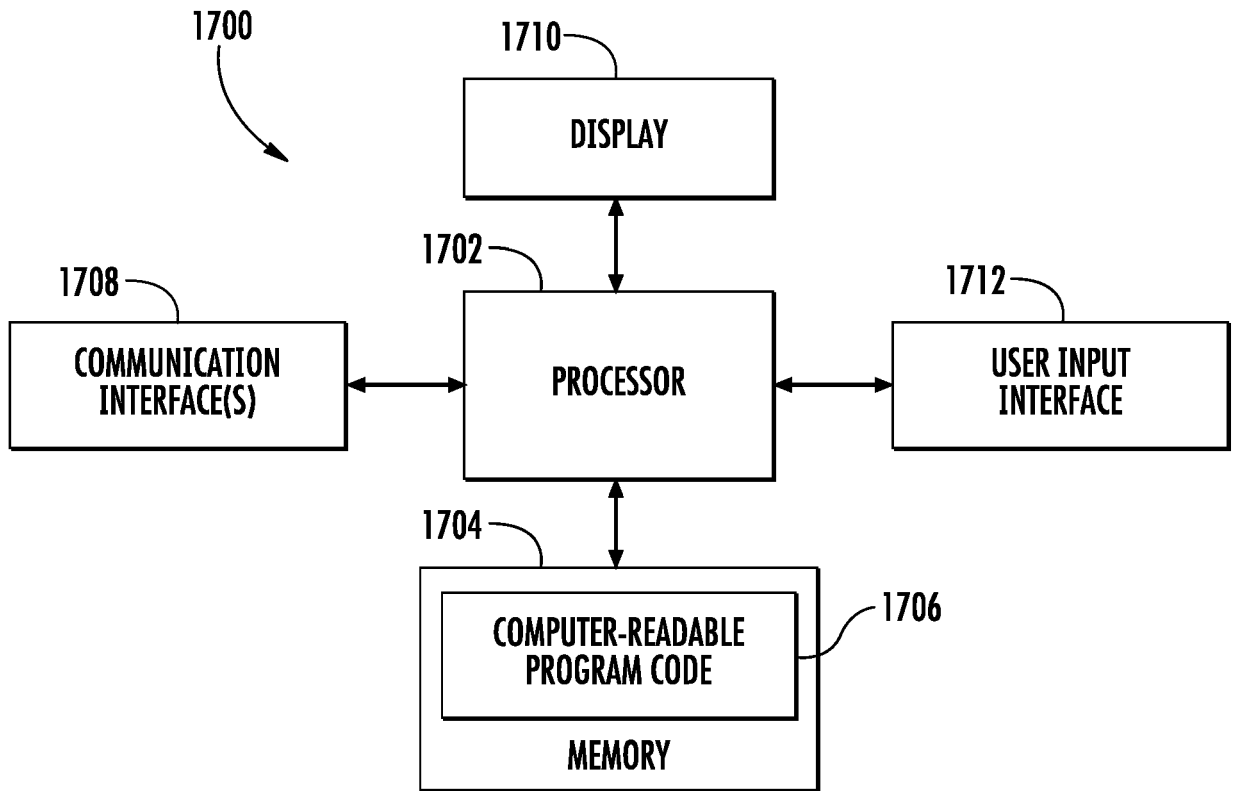 1700
1710
DISPLAY
1702
1708
1712
COMMUNICATION
INTERFACE(S)
PROCESSOR
USER INPUT
INTERFACE
1704
1706
COMPUTER-READABLE
PROGRAM CODE
MEMORY